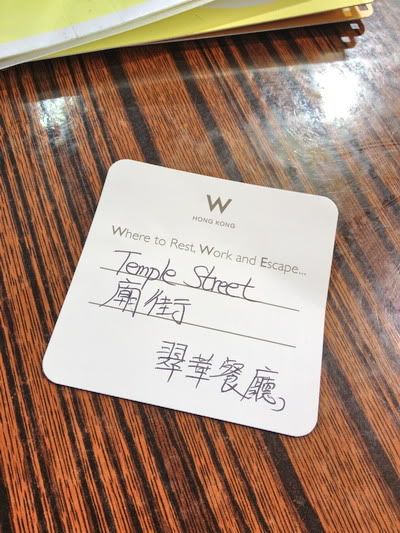 W
HONG KONG
Where to Rest, Work and Escape...
Temple Street
廟街
翠華餐廳,